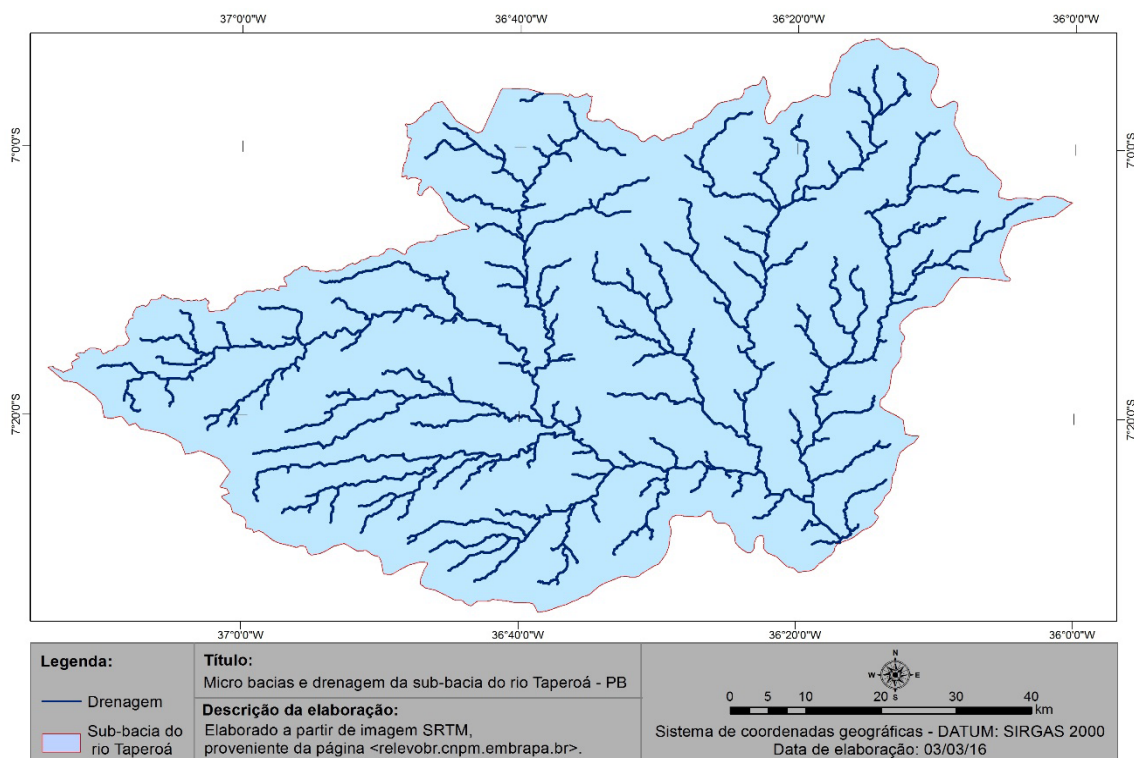 37°0'0"W
36°40'0"W
36°20'0"W
36°0'0"W
7°0'0"S
7°0'0"S
7°20'0"S
7°20'0"S
37°0'0"W
36°40'0"W
36°20'0"W
36°0'0"W
Legenda:
Drenagem
Sub-bacia do
rio Taperoá
Título:
Micro bacias e drenagem da sub-bacia do rio Taperoá - PB
Descrição da elaboração:
Elaborado a partir de imagem SRTM,
proveniente da página <relevobr.cnpm.embrapa.br>.
N
W E
S
0 5 10 20 30 40
km
Sistema de coordenadas geográficas - DATUM: SIRGAS 2000
Data de elaboração: 03/03/16